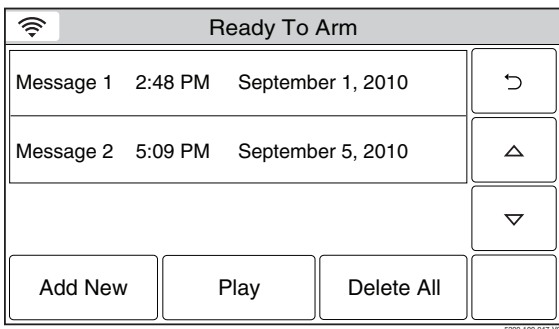 Ready To Arm
Message 1 2:48 PM September 1, 2010
Message 2 5:09 PM September 5, 2010
Add New Play Delete All